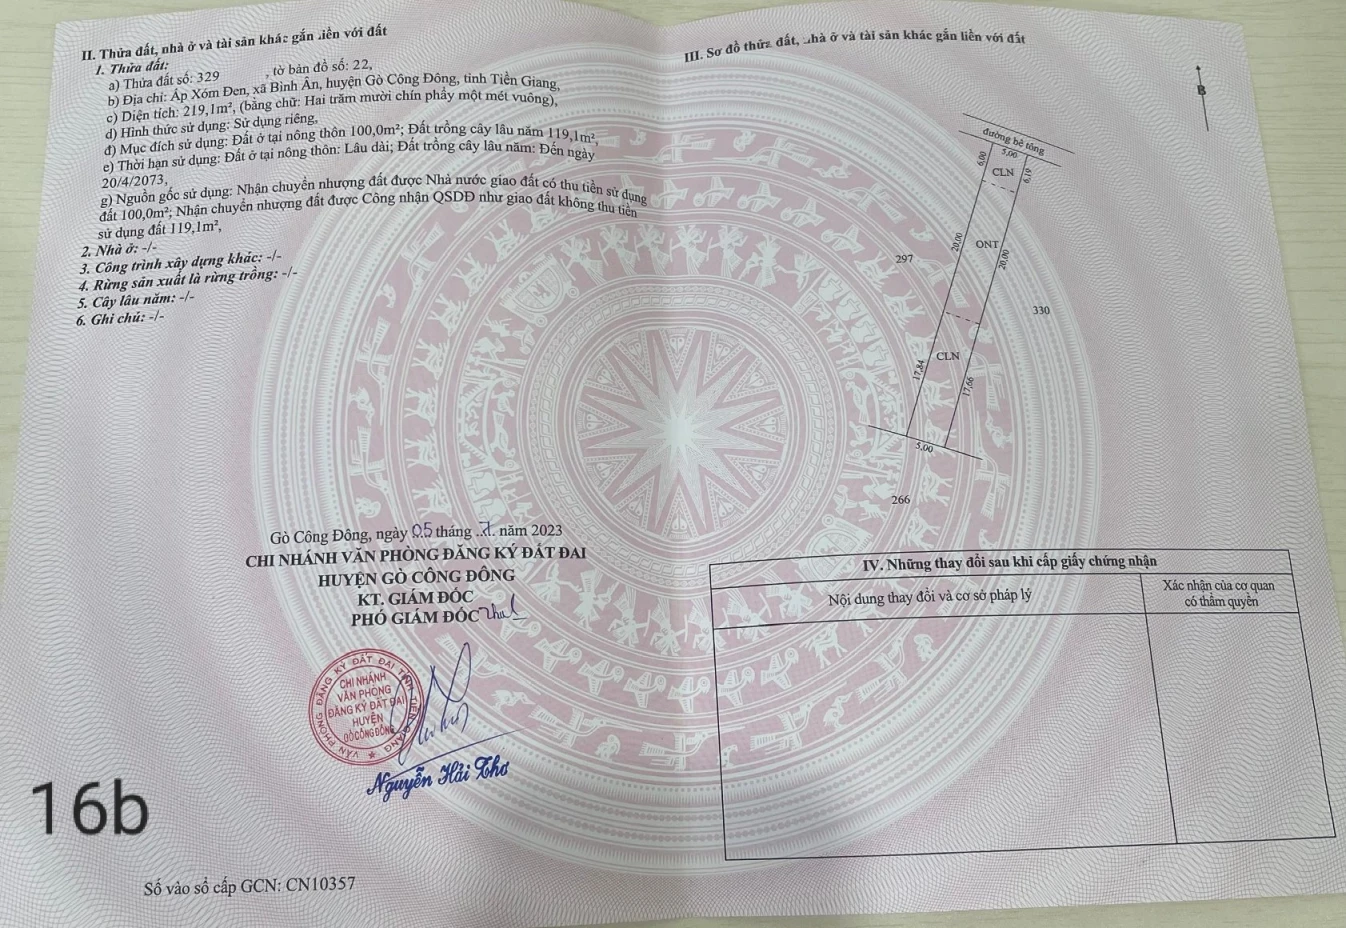 II. Thửa đất, nhà ở và tài sản khác gắn liền với đất
1. Thửa đất:
a) Thửa đất số: 329 , tờ bản đồ số: 22,
b) Địa chỉ: Ấp Xóm Đen, xã Bình Ân, huyện Gò Công Đông, tỉnh Tiền Giang,
c) Diện tích: 219,1m², (bằng chữ: Hai trăm mười chín phẩy một mét vuông),
d) Hình thức sử dụng: Sử dụng riêng,
đ) Mục đích sử dụng: Đất ở tại nông thôn 100,0m²; Đất trồng cây lâu năm 119,1m²,
e) Thời hạn sử dụng: Đất ở tại nông thôn: Lâu dài; Đất trồng cây lâu năm: Đến ngày
20/4/2073,
g) Nguồn gốc sử dụng: Nhận chuyển nhượng đất được Nhà nước giao đất có thu tiền sử dụng
đất 100,0m²; Nhận chuyển nhượng đất được Công nhận QSDĐ như giao đất không thu tiền
sử dụng đất 119,1m²,
2. Nhà ở: -/-
3. Công trình xây dựng khác: -/-
4. Rừng sản xuất là rừng trồng: -/-
5. Cây lâu năm: -/-
6. Ghi chú: -/-
Gò Công Đông, ngày 05 tháng .7. năm 2023
CHI NHÁNH VĂN PHÒNG ĐĂNG KÝ ĐẤT ĐAI
HUYỆN GÒ CÔNG ĐÔNG
KT. GIÁM ĐỐC
PHÓ GIÁM ĐỐC
VĂN PHÒNG ĐĂNG KÝ ĐẤT ĐAI TỈNH TIỀN GIANG
CHI NHÁNH
VĂN PHÒNG
ĐĂNG KÝ ĐẤT ĐAI
HUYỆN
GÒ CÔNG ĐÔNG
Nguyễn Hải Thơ
16b
Số vào sổ cấp GCN: CN10357
III. Sơ đồ thửa đất, nhà ở và tài sản khác gắn liền với đất
B
đường bê tông
5,00
6,00
CLN
6,19
20,00
ONT
20,00
297
330
CLN
17,84
17,66
5,00
266
IV. Những thay đổi sau khi cấp giấy chứng nhận
Nội dung thay đổi và cơ sở pháp lý
Xác nhận của cơ quan
có thẩm quyền